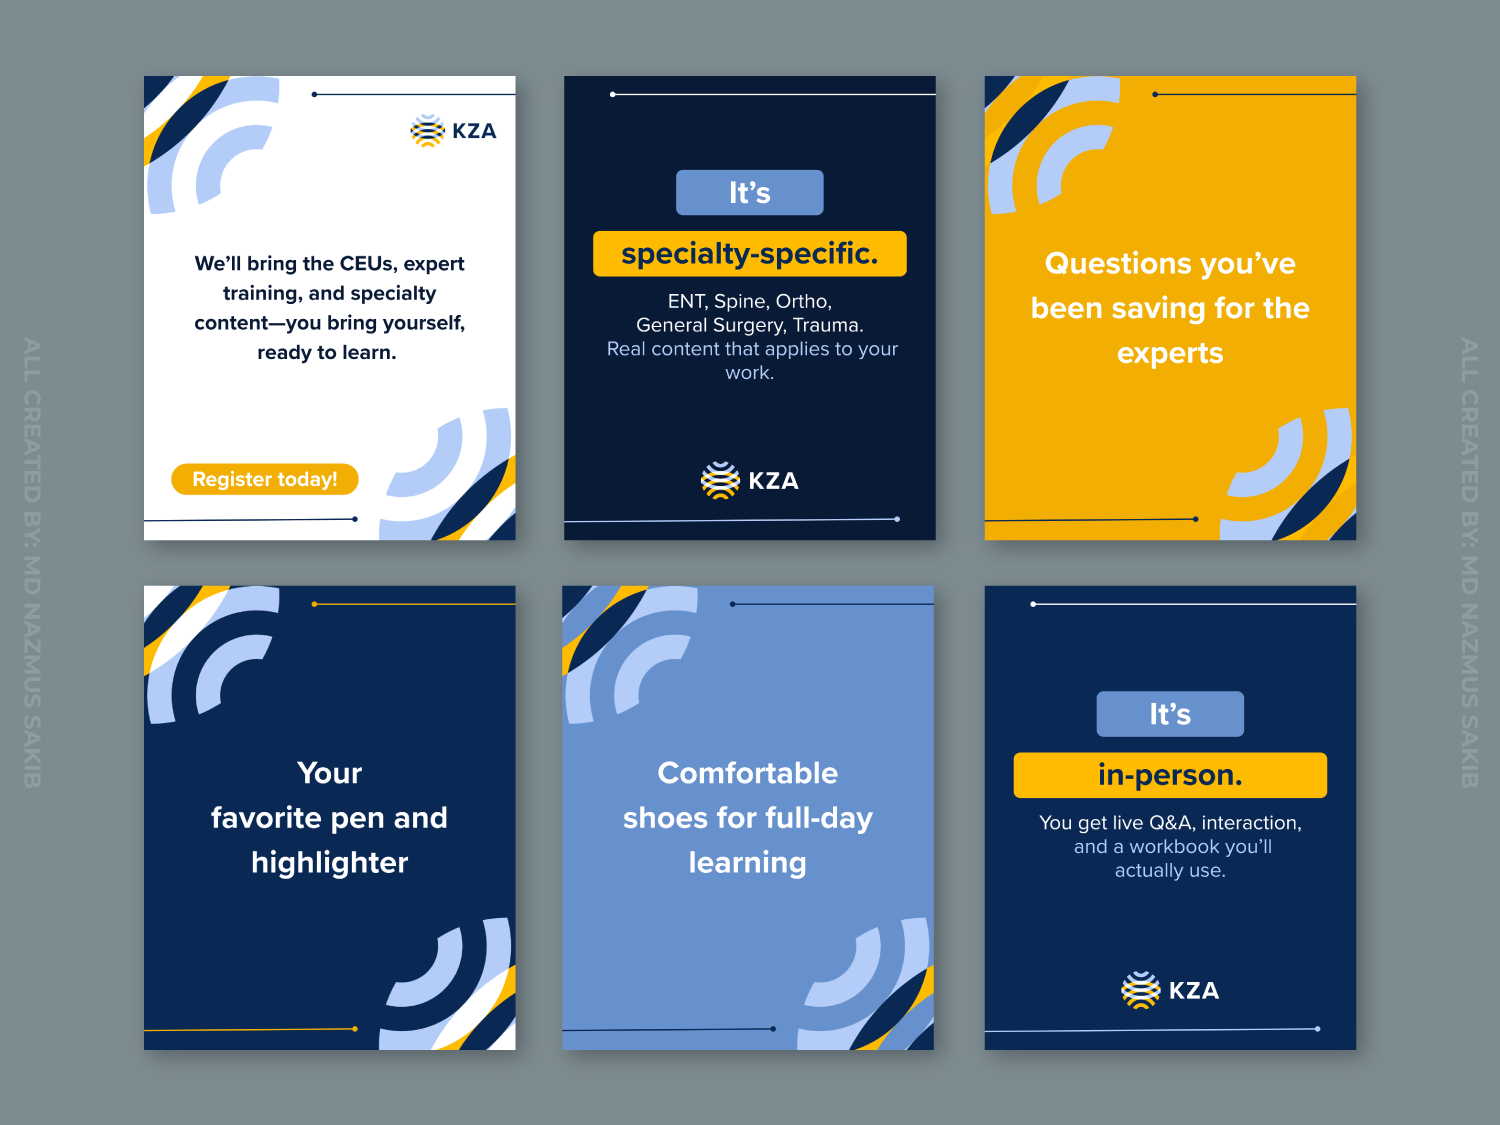 KZA
We’ll bring the CEUs, expert
training, and specialty
content—you bring yourself,
ready to learn.
Register today!
It’s
specialty-specific.
ENT, Spine, Ortho,
General Surgery, Trauma.
Real content that applies to your
work.
KZA
Questions you’ve
been saving for the
experts
Your
favorite pen and
highlighter
Comfortable
shoes for full-day
learning
It’s
in-person.
You get live Q&A, interaction,
and a workbook you’ll
actually use.
KZA
ALL CREATED BY: MD NAZMUS SAKIB
ALL CREATED BY: MD NAZMUS SAKIB